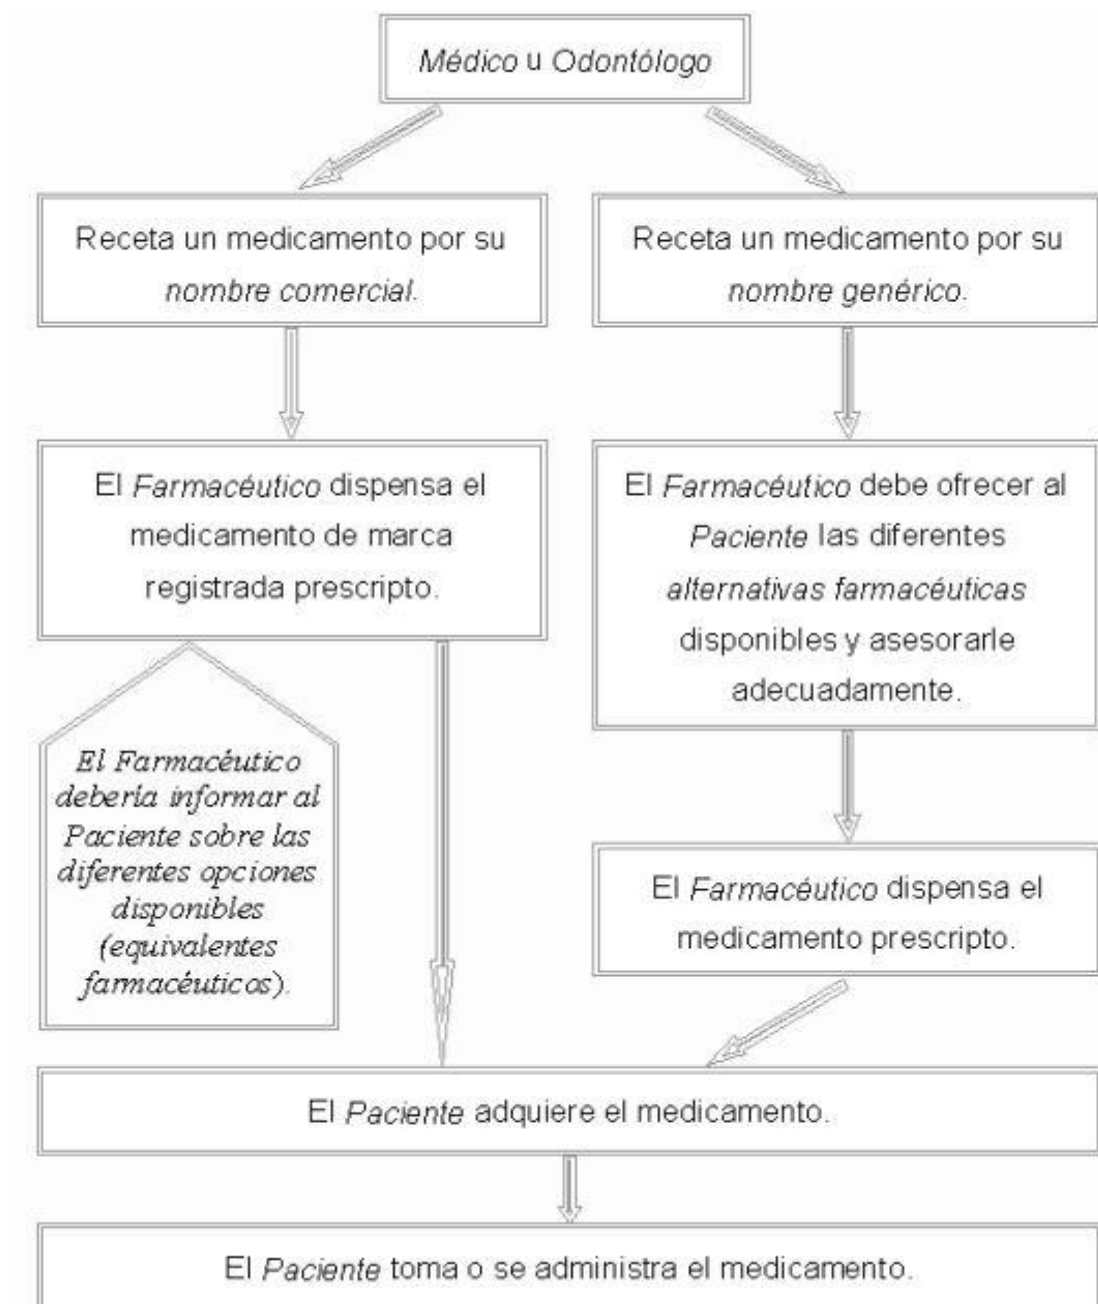 Médico u Odontólogo
Receta un medicamento por su
nombre comercial.
Receta un medicamento por su
nombre genérico.
El Farmacéutico dispensa el
medicamento de marca
registrada prescripto.
El Farmacéutico debe ofrecer al
Paciente las diferentes
alternativas farmacéuticas
disponibles y asesorarle
adecuadamente.
El Farmacéutico
debería informar al
Paciente sobre las
diferentes opciones
disponibles
(equivalentes
farmacéuticos).
El Farmacéutico dispensa el
medicamento prescripto.
El Paciente adquiere el medicamento.
El Paciente toma o se administra el medicamento.